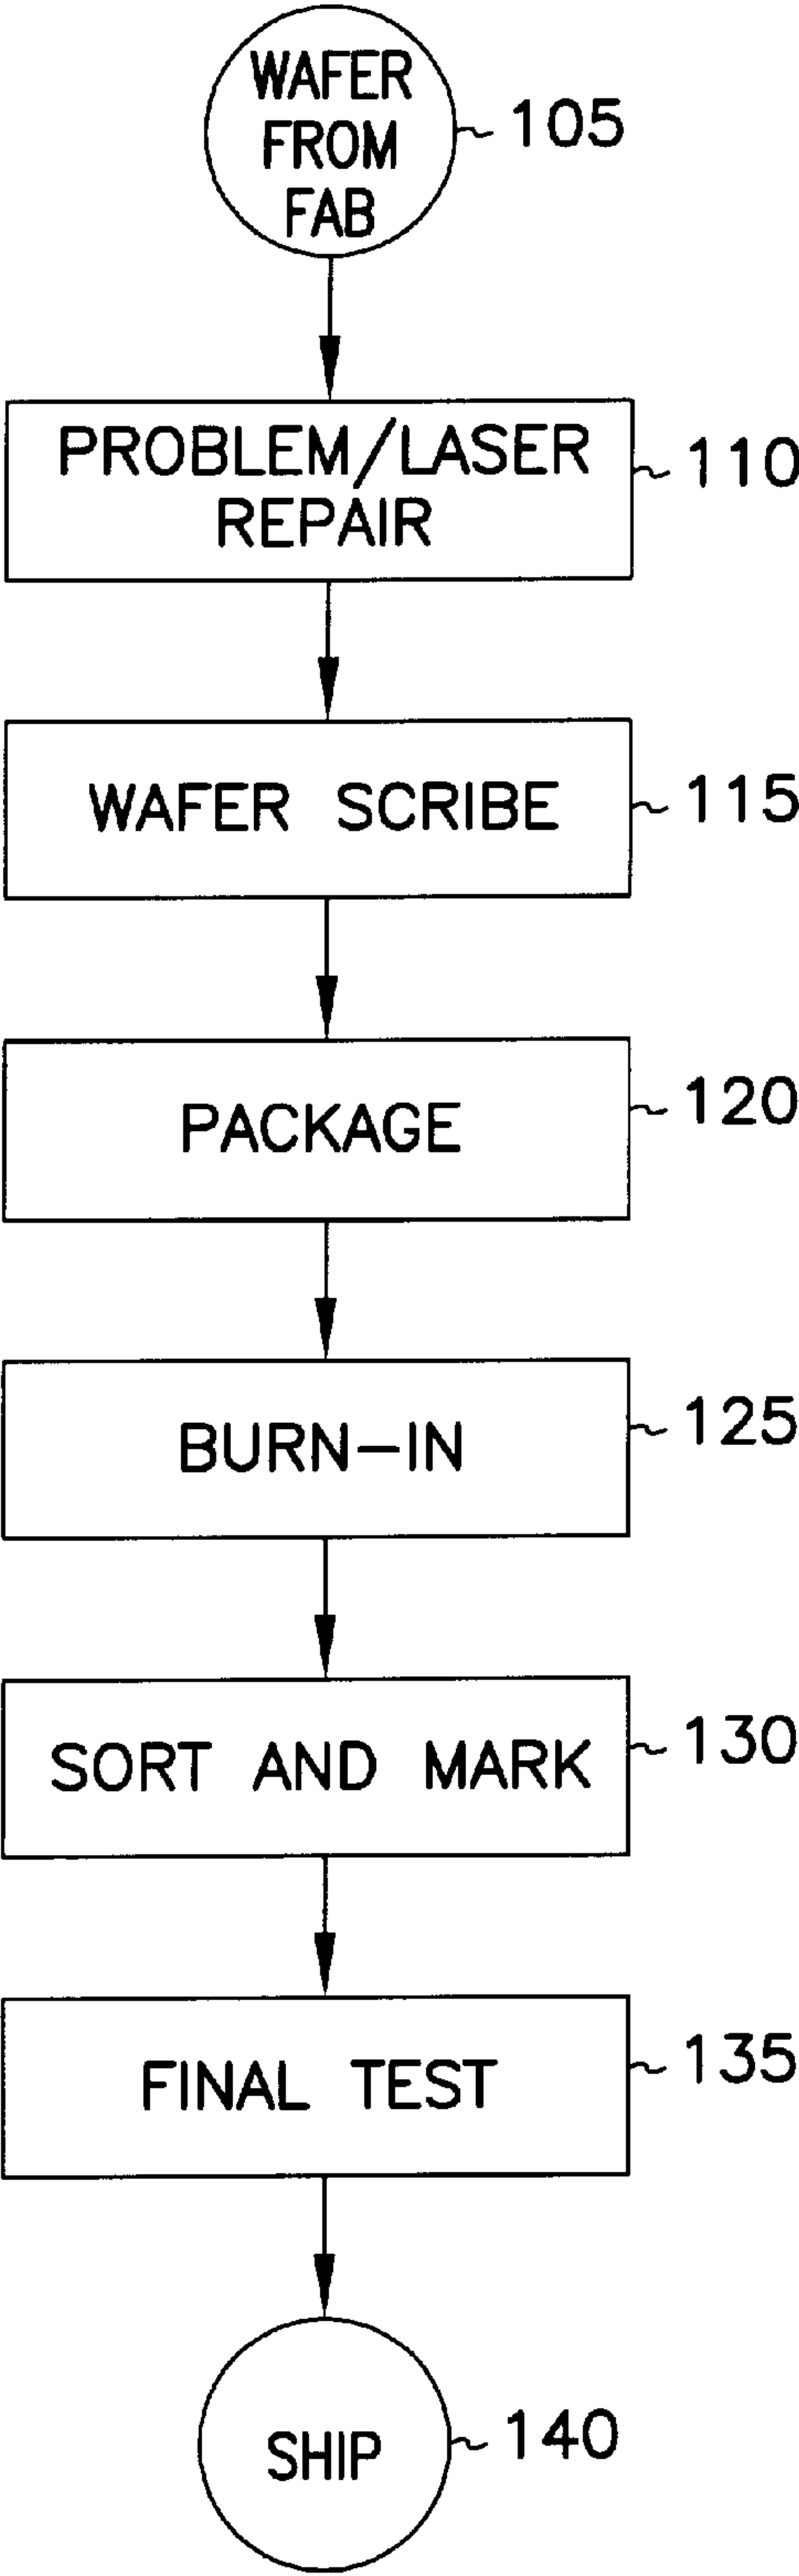 WAFER
FROM
FAB
105
PROBLEM/LASER
REPAIR
110
WAFER SCRIBE
115
PACKAGE
120
BURN-IN
125
SORT AND MARK
130
FINAL TEST
135
SHIP
140